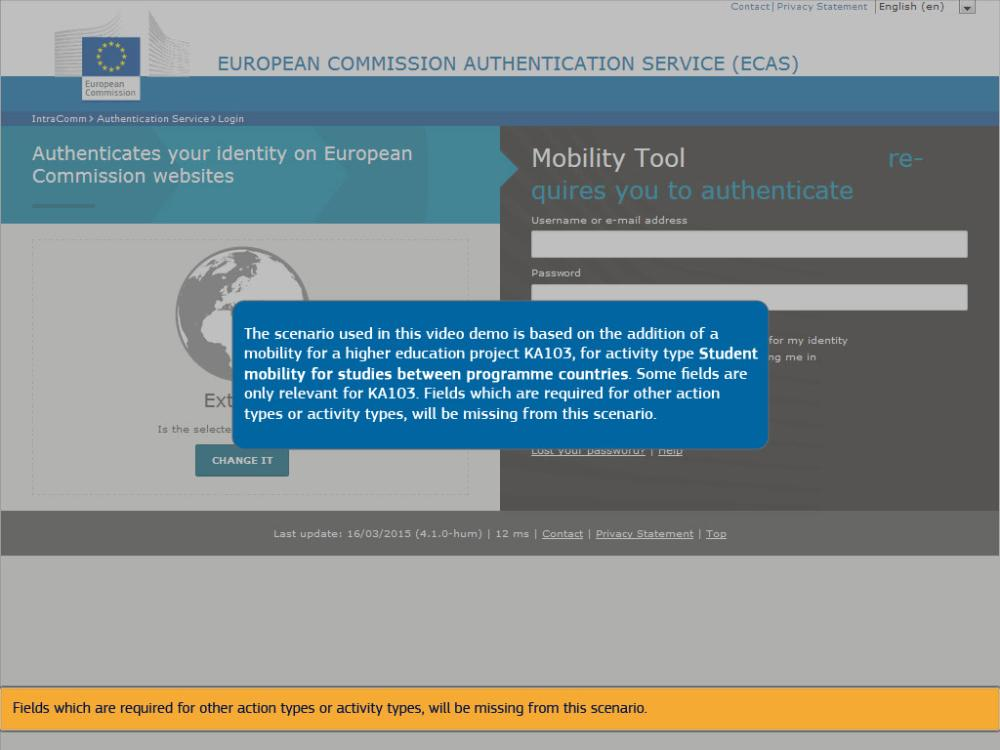 Contact | Privacy Statement | English (en)
European
Commission
EUROPEAN COMMISSION AUTHENTICATION SERVICE (ECAS)
IntraComm > Authentication Service > Login
Authenticates your identity on European
Commission websites
Mobility Tool re-
quires you to authenticate
Username or e-mail address
Password
for my identity
me in
The scenario used in this video demo is based on the addition of a
mobility for a higher education project KA103, for activity type Student
mobility for studies between programme countries. Some fields are
only relevant for KA103. Fields which are required for other action
types or activity types, will be missing from this scenario.
Is the
CHANGE IT
Lost your password? | Help
Last update: 16/03/2015 (4.1.0-hum) | 12 ms | Contact | Privacy Statement | Top
Fields which are required for other action types or activity types, will be missing from this scenario.